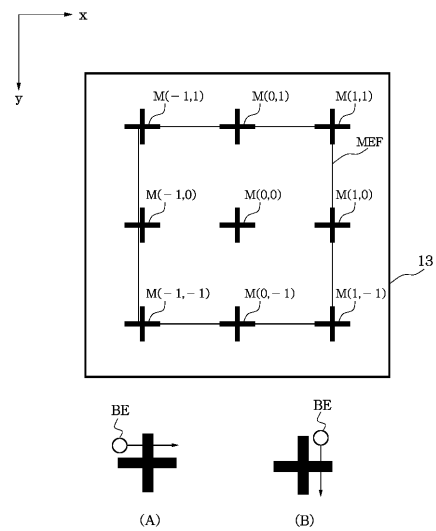 x
y
M(−1,1) M(0,1) M(1,1)
MEF
M(−1,0) M(0,0) M(1,0)
13
M(−1,−1) M(0,−1) M(1,−1)
BE BE
(A) (B)